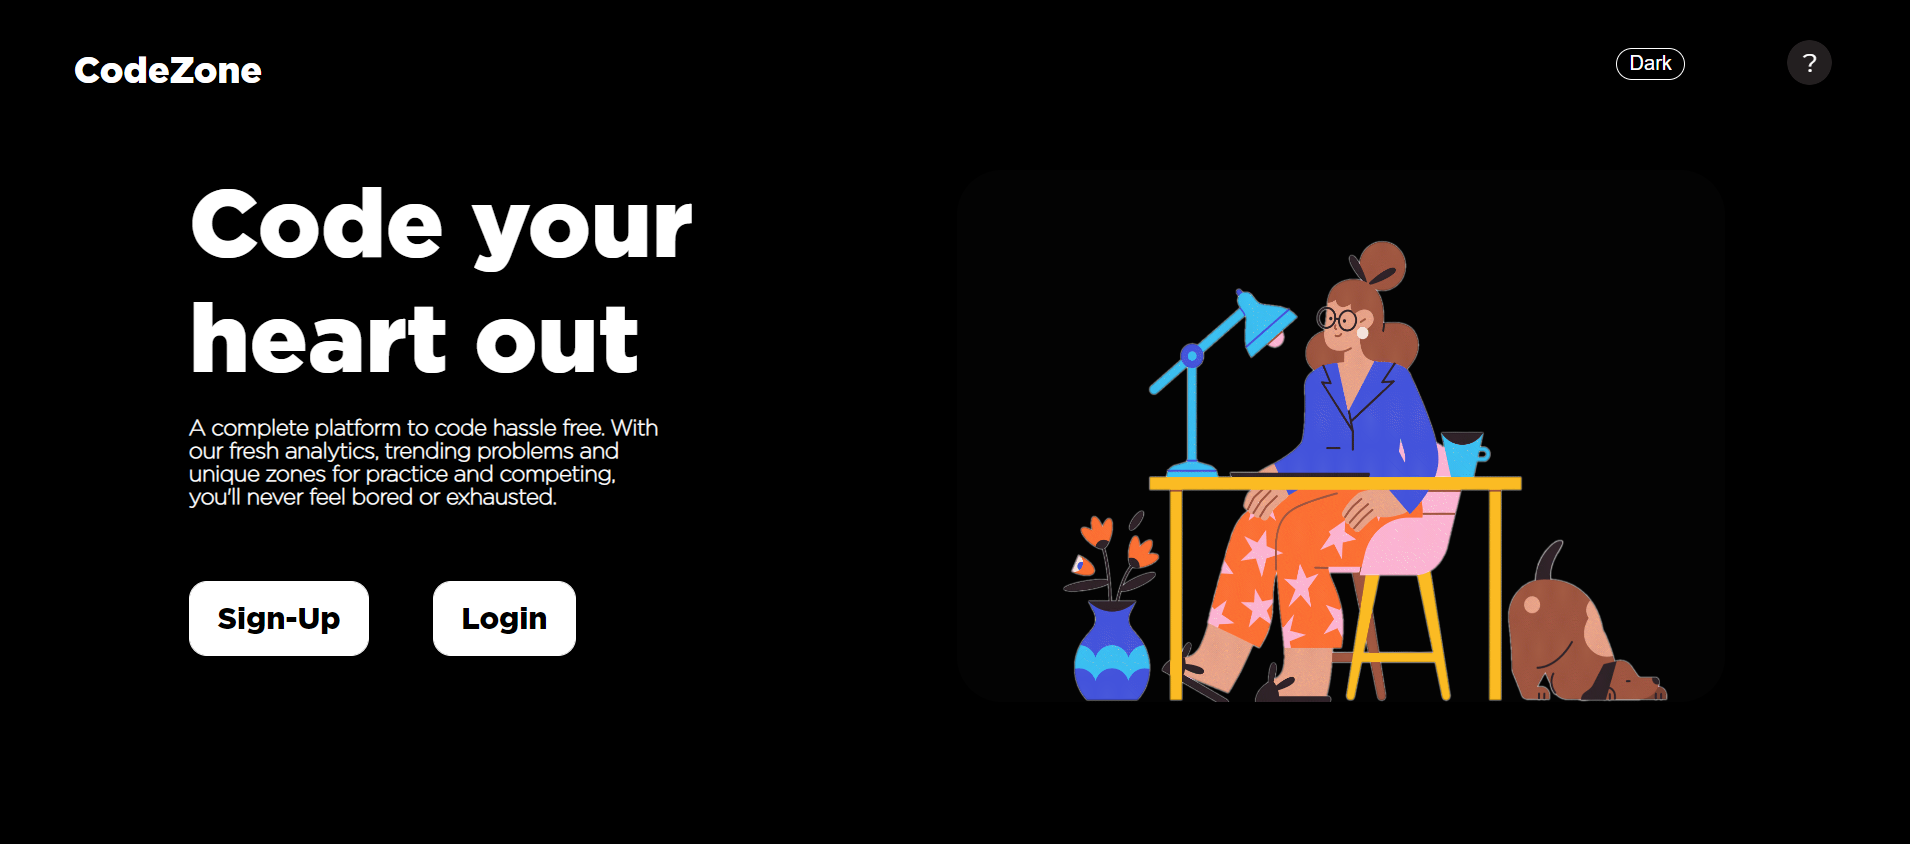 CodeZone
Dark
?
Code your
heart out
A complete platform to code hassle free. With
our fresh analytics, trending problems and
unique zones for practice and competing,
you'll never feel bored or exhausted.
Sign-Up
Login